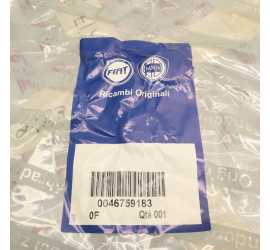 FIAT LANCIA
Ricambi Originali
0046759183
0F Qtà 001